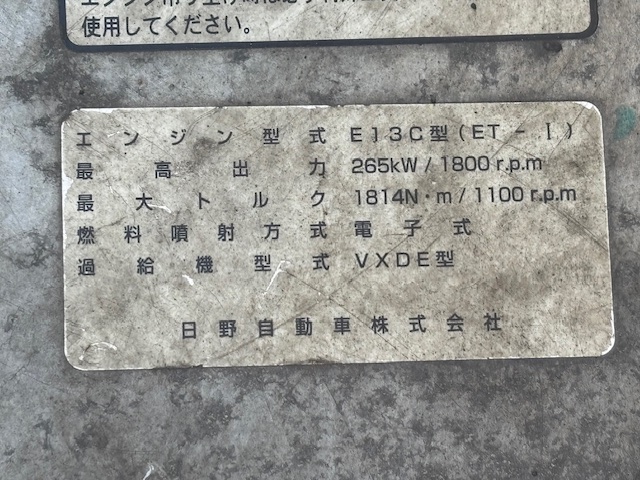 使用してください。
エンジン型式 E13C型(ET-I)
最高出力 265kW/1800r.p.m
最大トルク 1814N·m/1100r.p.m
燃料噴射方式 電子式
過給機型式 VXDE型
日野自動車株式会社